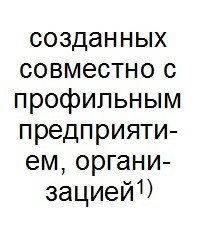 созданных
совместно с
профильным
предприяти-
ем, органи-
зацией1)